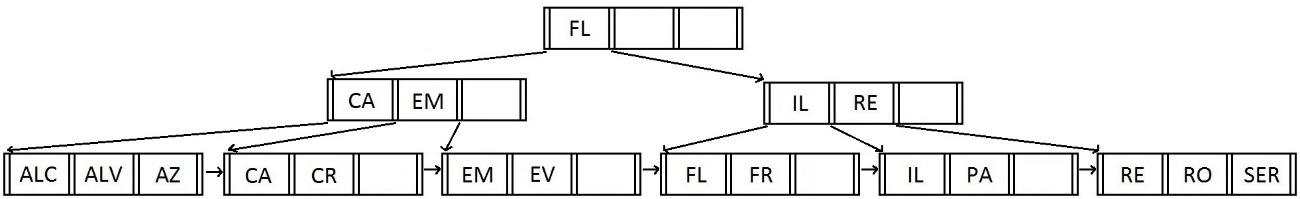 FL
CA EM
IL RE
ALC ALV AZ
CA CR
EM EV
FL FR
IL PA
RE RO SER